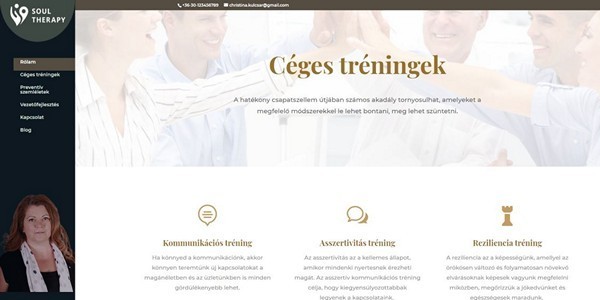 SOUL
THERAPY
+36-30-123456789 christina.kukcsar@gmail.com
Rólam
Céges tréningek
Preventív
szemléletek
Vezetőfejlesztés
Kapcsolat
Blog
Céges tréningek
A hatékony csapatszellem útjában számos akadály tornyosulhat, amelyeket a
megfelelő módszerekkel le lehet bontani, meg lehet szüntetni.
Kommunikációs tréning
Ha könnyed a kommunikációnk, akkor
könnyen teremtünk új kapcsolatokat a
magánéletben és az üzletünkben is minden
gördülékenyebb lehet.
Asszertivitás tréning
Az asszertivitás az a kellemes állapot,
amikor mindenki nyertesnek érezheti
magát. Az asszertív kommunikációs tréning
célja, hogy kiegyensúlyozottabbak
legyenek a kapcsolataink.
Reziliencia tréning
A reziliencia az a képességünk, amellyel az
örökösen változó és folyamatosan növekvő
elvárásoknak képesek vagyunk megfelelni
miközben, megőrizzük a jókedvünket és
egészségesek maradunk.